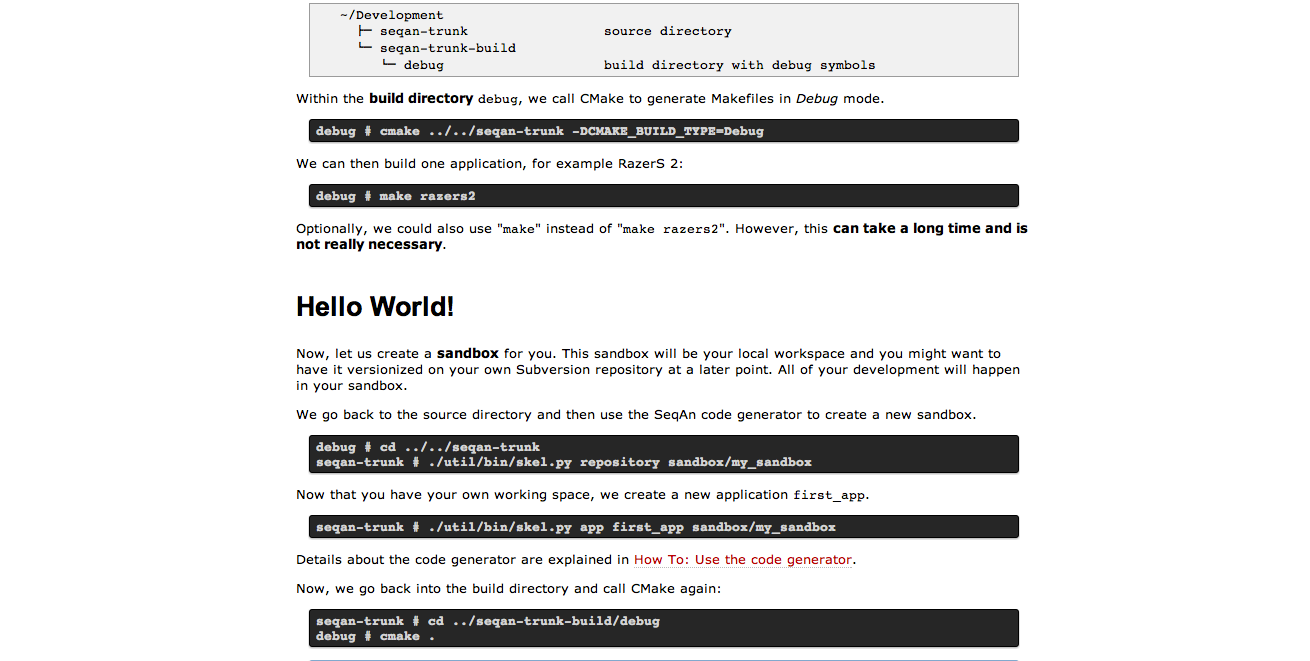 ~/Development
├─ seqan-trunk source directory
└─ seqan-trunk-build
└─ debug build directory with debug symbols
Within the build directory debug, we call CMake to generate Makefiles in Debug mode.
debug # cmake ../../seqan-trunk -DCMAKE_BUILD_TYPE=Debug
We can then build one application, for example RazerS 2:
debug # make razers2
Optionally, we could also use "make" instead of "make razers2". However, this can take a long time and is
not really necessary.
Hello World!
Now, let us create a sandbox for you. This sandbox will be your local workspace and you might want to
have it versionized on your own Subversion repository at a later point. All of your development will happen
in your sandbox.
We go back to the source directory and then use the SeqAn code generator to create a new sandbox.
debug # cd ../../seqan-trunk
seqan-trunk # ./util/bin/skel.py repository sandbox/my_sandbox
Now that you have your own working space, we create a new application first_app.
seqan-trunk # ./util/bin/skel.py app first_app sandbox/my_sandbox
Details about the code generator are explained in How To: Use the code generator.
Now, we go back into the build directory and call CMake again:
seqan-trunk # cd ../seqan-trunk-build/debug
debug # cmake .